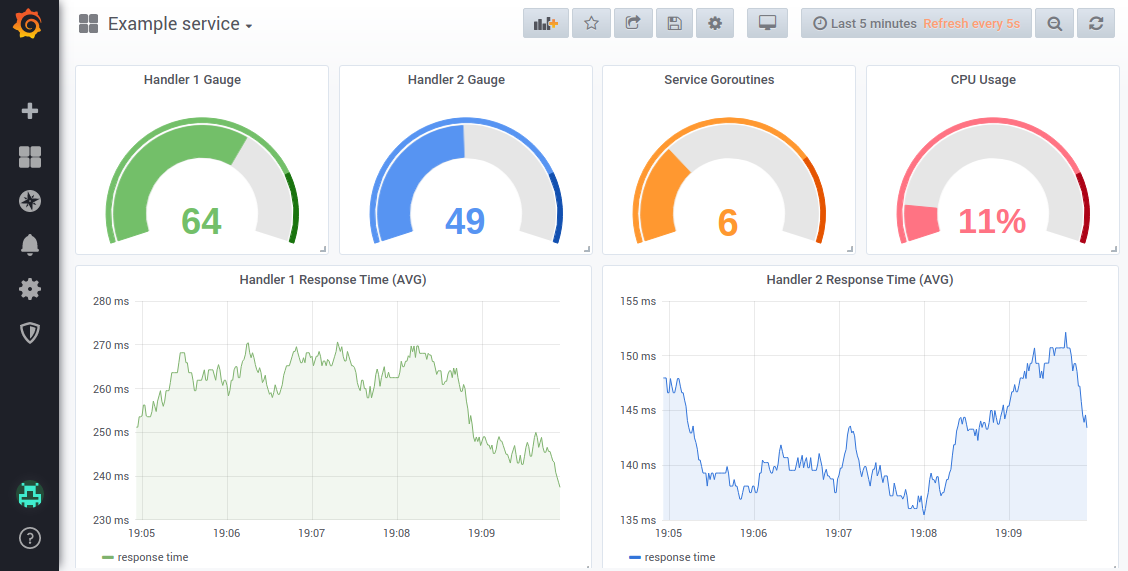 Example service
Last 5 minutes Refresh every 5s
Handler 1 Gauge
64
Handler 2 Gauge
49
Service Goroutines
6
CPU Usage
11%
Handler 1 Response Time (AVG)
280 ms
270 ms
260 ms
250 ms
240 ms
230 ms
19:05 19:06 19:07 19:08 19:09
response time
Handler 2 Response Time (AVG)
155 ms
150 ms
145 ms
140 ms
135 ms
19:05 19:06 19:07 19:08 19:09
response time